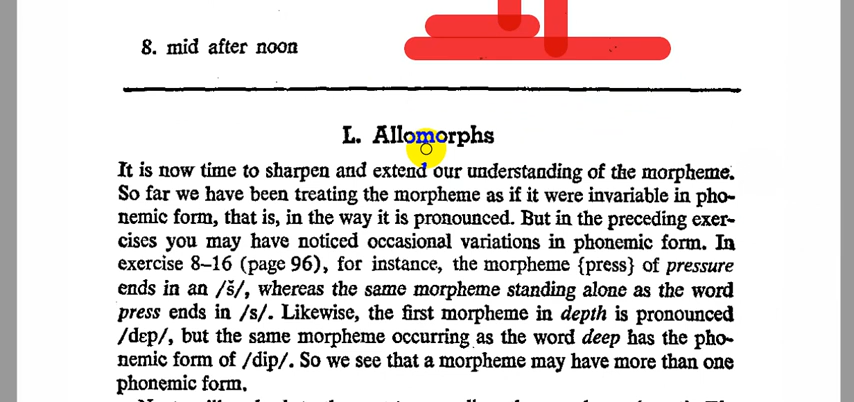 8. mid after noon
L. Allomorphs
It is now time to sharpen and extend our understanding of the morpheme.
So far we have been treating the morpheme as if it were invariable in pho-
nemic form, that is, in the way it is pronounced. But in the preceding exer-
cises you may have noticed occasional variations in phonemic form. In
exercise 8–16 (page 96), for instance, the morpheme {press} of pressure
ends in an /š/, whereas the same morpheme standing alone as the word
press ends in /s/. Likewise, the first morpheme in depth is pronounced
/dɛp/, but the same morpheme occurring as the word deep has the pho-
nemic form of /dip/. So we see that a morpheme may have more than one
phonemic form.